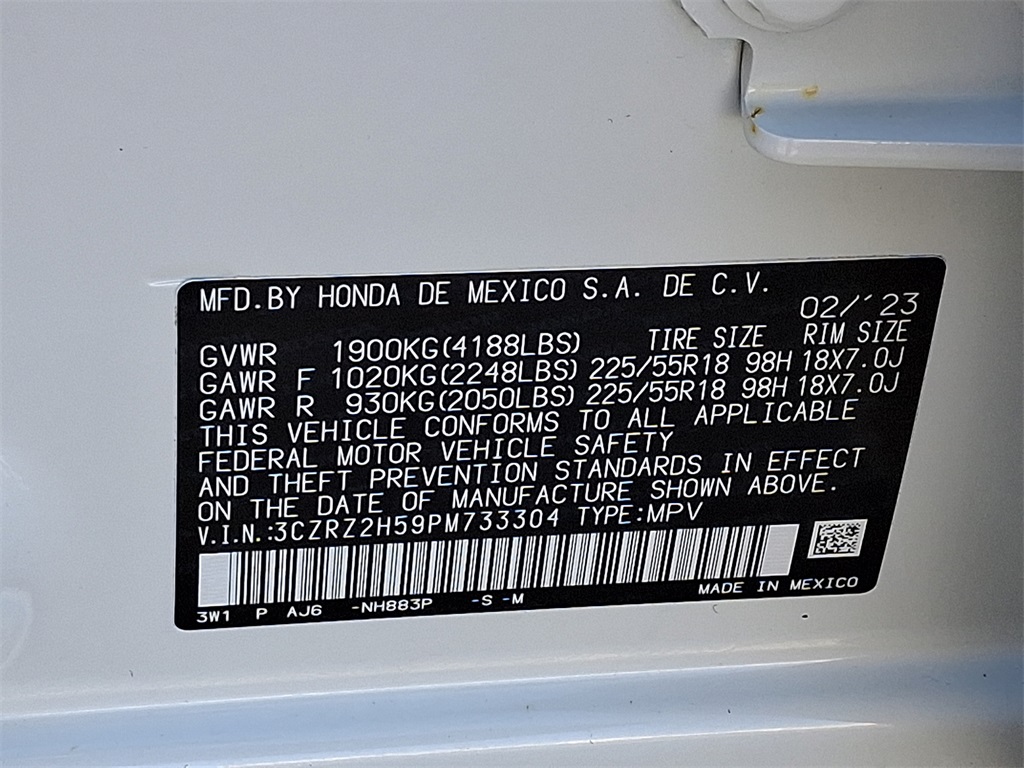 MFD.BY HONDA DE MEXICO S.A. DE C.V.
02/'23
GVWR 1900KG(4188LBS) TIRE SIZE RIM SIZE
GAWR F 1020KG(2248LBS) 225/55R18 98H 18X7.0J
GAWR R 930KG(2050LBS) 225/55R18 98H 18X7.0J
THIS VEHICLE CONFORMS TO ALL APPLICABLE
FEDERAL MOTOR VEHICLE SAFETY
AND THEFT PREVENTION STANDARDS IN EFFECT
ON THE DATE OF MANUFACTURE SHOWN ABOVE.
V.I.N.:3CZRZ2H59PM733304 TYPE:MPV
MADE IN MEXICO
3W1 P AJ6 -NH883P -S -M